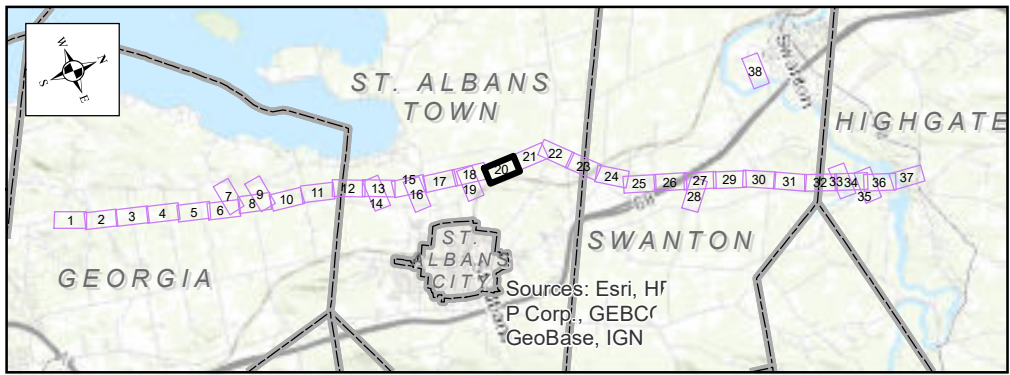 W
N
S
E
ST. ALBANS
TOWN
HIGHGATE
Swanton
38
21
22
20
23
24
18
19
17
15
16
13
14
12
11
10
9
8
7
6
5
4
3
2
1
25
26
27
28
29
30
31
32
33
34
35
36
37
GEORGIA
ST.
ALBANS
CITY
SWANTON
Sources: Esri, HE
P Corp., GEBCO
GeoBase, IGN